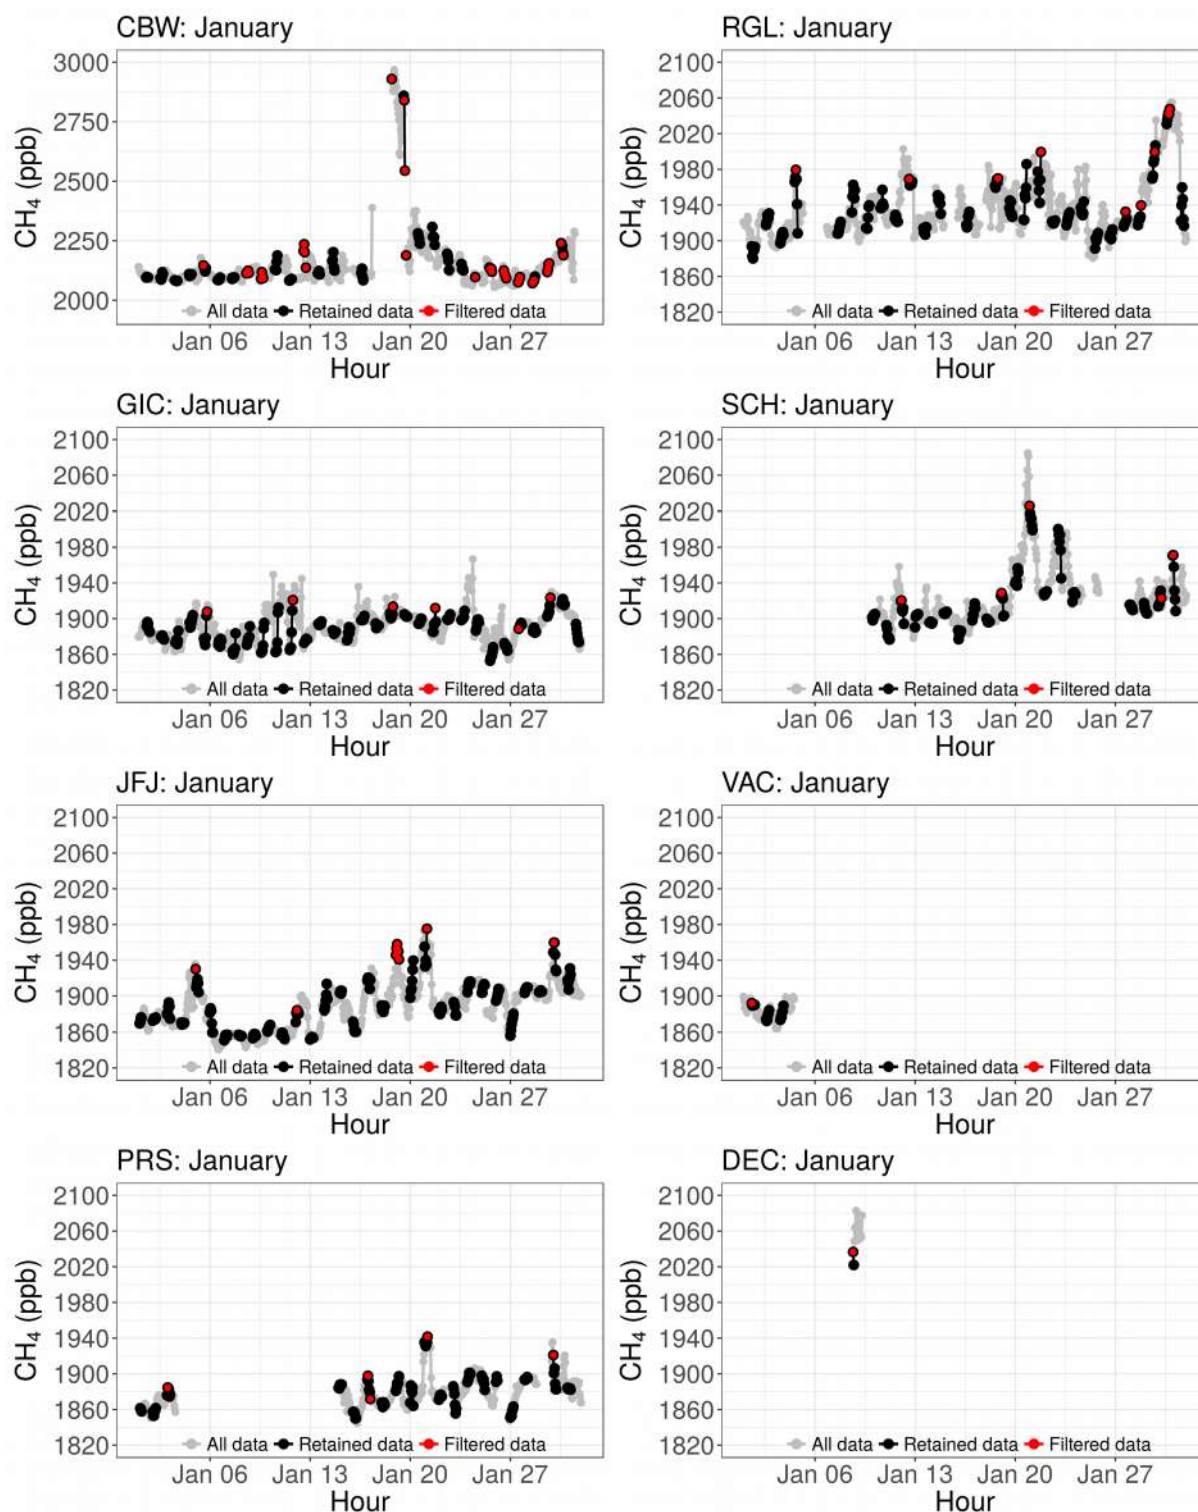 CBW: January
3000
2750
2500
2250
2000
CH₄ (ppb)
All data Retained data Filtered data
Jan 06 Jan 13 Jan 20 Jan 27
Hour
RGL: January
2100
2060
2020
1980
1940
1900
1860
1820
CH₄ (ppb)
All data Retained data Filtered data
Jan 06 Jan 13 Jan 20 Jan 27
Hour
GIC: January
2100
2060
2020
1980
1940
1900
1860
1820
CH₄ (ppb)
All data Retained data Filtered data
Jan 06 Jan 13 Jan 20 Jan 27
Hour
SCH: January
2100
2060
2020
1980
1940
1900
1860
1820
CH₄ (ppb)
All data Retained data Filtered data
Jan 06 Jan 13 Jan 20 Jan 27
Hour
JFJ: January
2100
2060
2020
1980
1940
1900
1860
1820
CH₄ (ppb)
All data Retained data Filtered data
Jan 06 Jan 13 Jan 20 Jan 27
Hour
VAC: January
2100
2060
2020
1980
1940
1900
1860
1820
CH₄ (ppb)
All data Retained data Filtered data
Jan 06 Jan 13 Jan 20 Jan 27
Hour
PRS: January
2100
2060
2020
1980
1940
1900
1860
1820
CH₄ (ppb)
All data Retained data Filtered data
Jan 06 Jan 13 Jan 20 Jan 27
Hour
DEC: January
2100
2060
2020
1980
1940
1900
1860
1820
CH₄ (ppb)
All data Retained data Filtered data
Jan 06 Jan 13 Jan 20 Jan 27
Hour